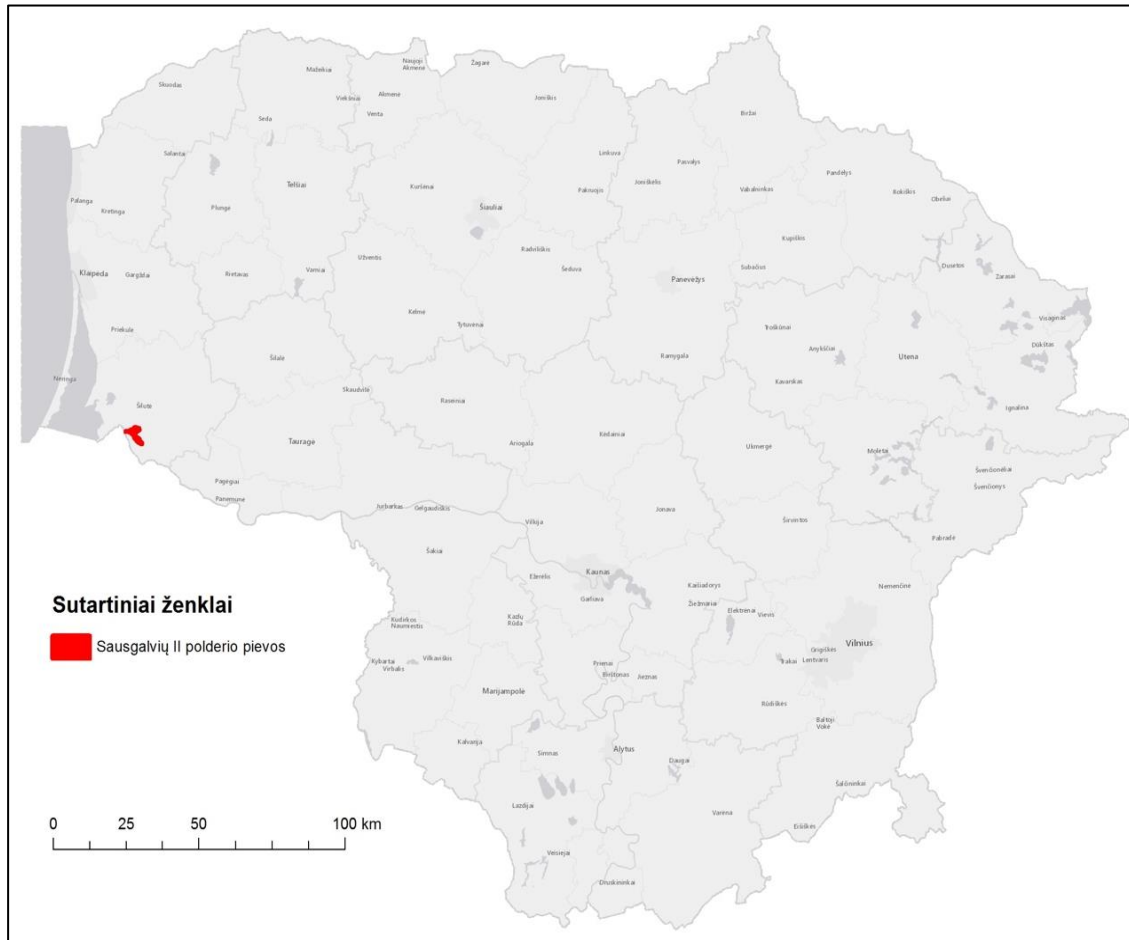 Skuodas
Mažeikiai
Viekšniai
Naujoji
Akmenė
Akmenė
Venta
Žagarė
Joniškis
Seda
Salantai
Plungė
Telšiai
Kuršėnai
Šiauliai
Linkuva
Pakruojis
Joniškėlis
Pasvalys
Biržai
Vabalninkas
Pandėlys
Rokiškis
Obeliai
Palanga
Kretinga
Klaipėda
Gargždai
Rietavas
Varniai
Užventis
Radviliškis
Šeduva
Panevėžys
Kupiškis
Subačius
Dusetos
Zarasai
Visaginas
Dūkštas
Priekulė
Kelmė
Tytuvėnai
Ramygala
Troškūnai
Anykščiai
Utena
Kavarskas
Ignalina
Neringa
Šilutė
Šilalė
Skaudvilė
Raseiniai
Tauragė
Ariogala
Kėdainiai
Ukmergė
Molėtai
Švenčionėliai
Švenčionys
Pagėgiai
Panemunė
Jurbarkas
Gelgaudiškis
Vilkija
Jonava
Širvintos
Pabradė
Šakiai
Ežerėlis
Kaunas
Garliava
Kaišiadorys
Žiežmariai
Elektrėnai
Vievis
Nemenčinė
Sutartiniai ženklai
Sausgalvių II polderio pievos
Kudirkos
Naumiestis
Kazlų
Rūda
Kybartai
Virbalis
Vilkaviškis
Prienai
Birštonas
Trakai
Grigiškės
Lentvaris
Vilnius
Marijampolė
Rūdiškės
Baltoji
Vokė
Kalvarija
Simnas
Alytus
Daugai
Šalčininkai
Lazdijai
Varėna
Eišiškės
Veisiejai
Druskininkai
0 25 50 100 km